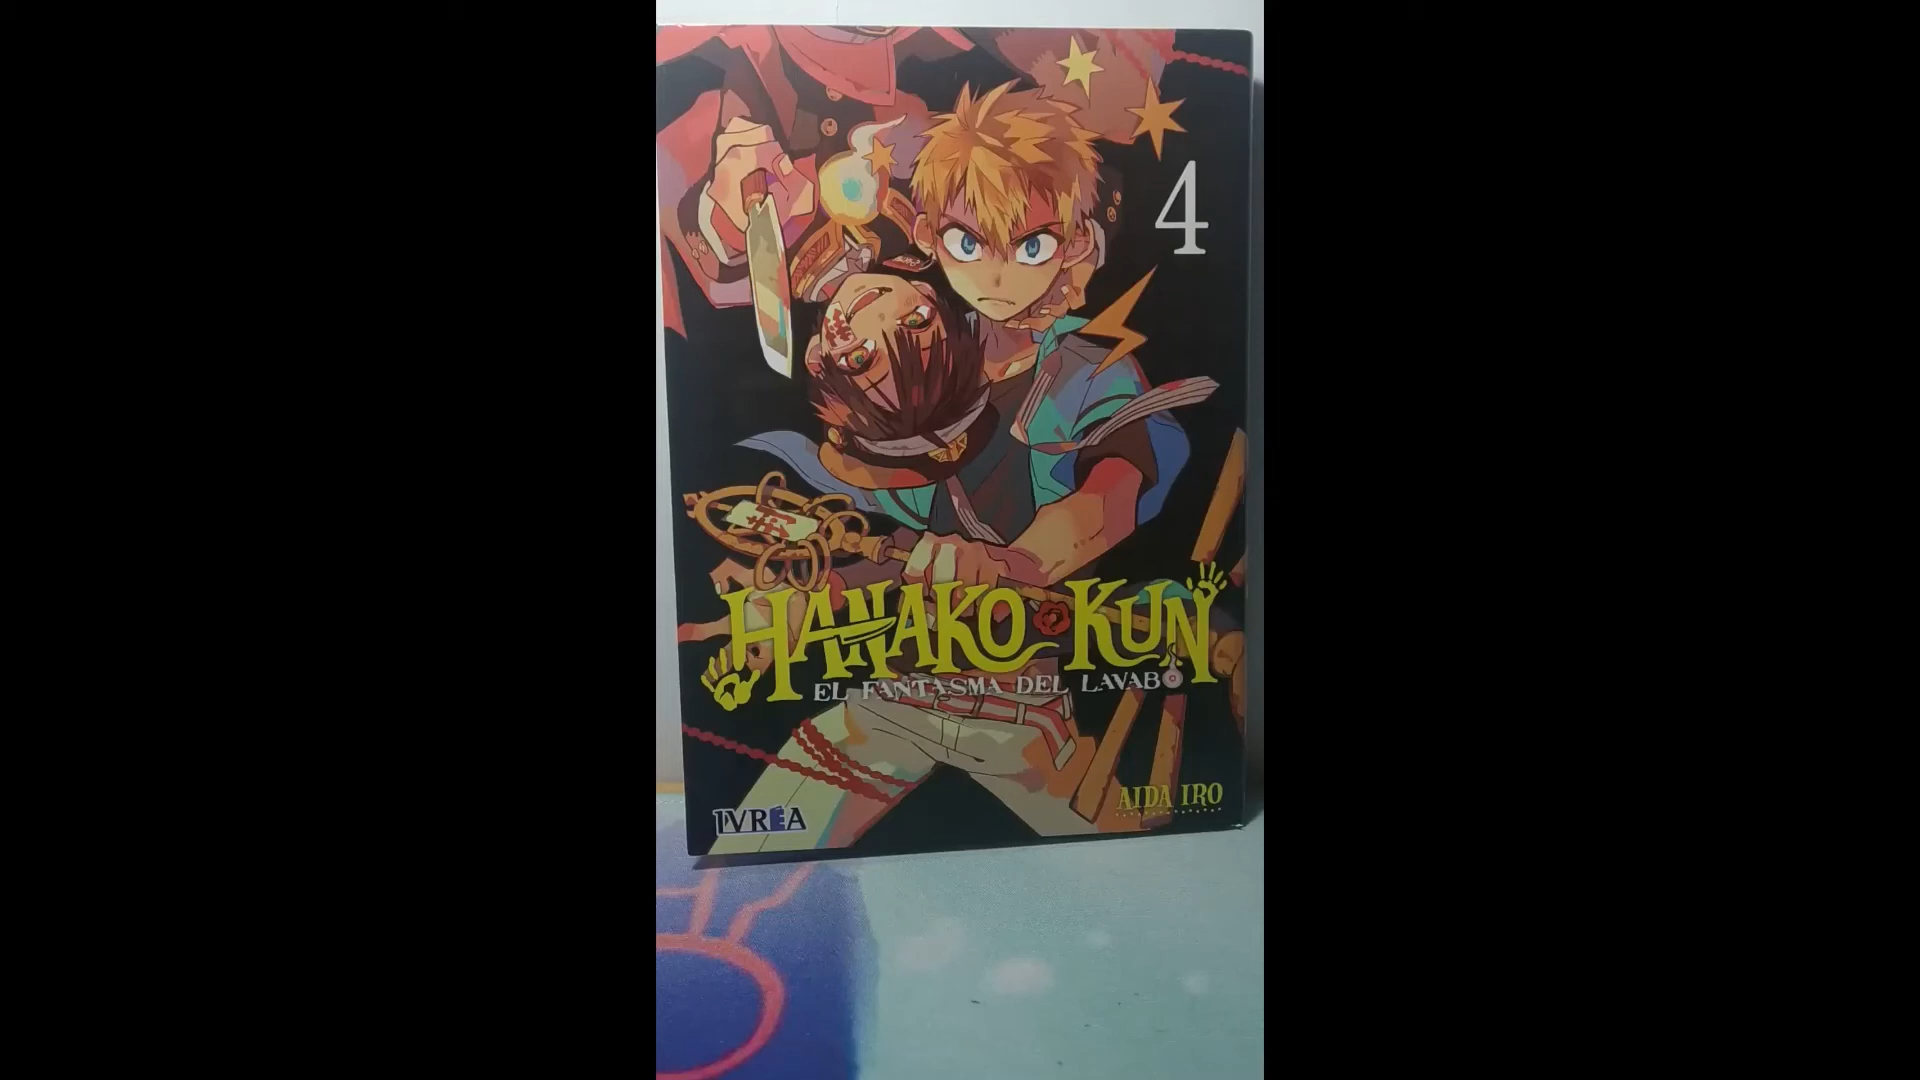 4
HANAKO-KUN
EL FANTASMA DEL LAVABO
AIDA IRO
IVREA